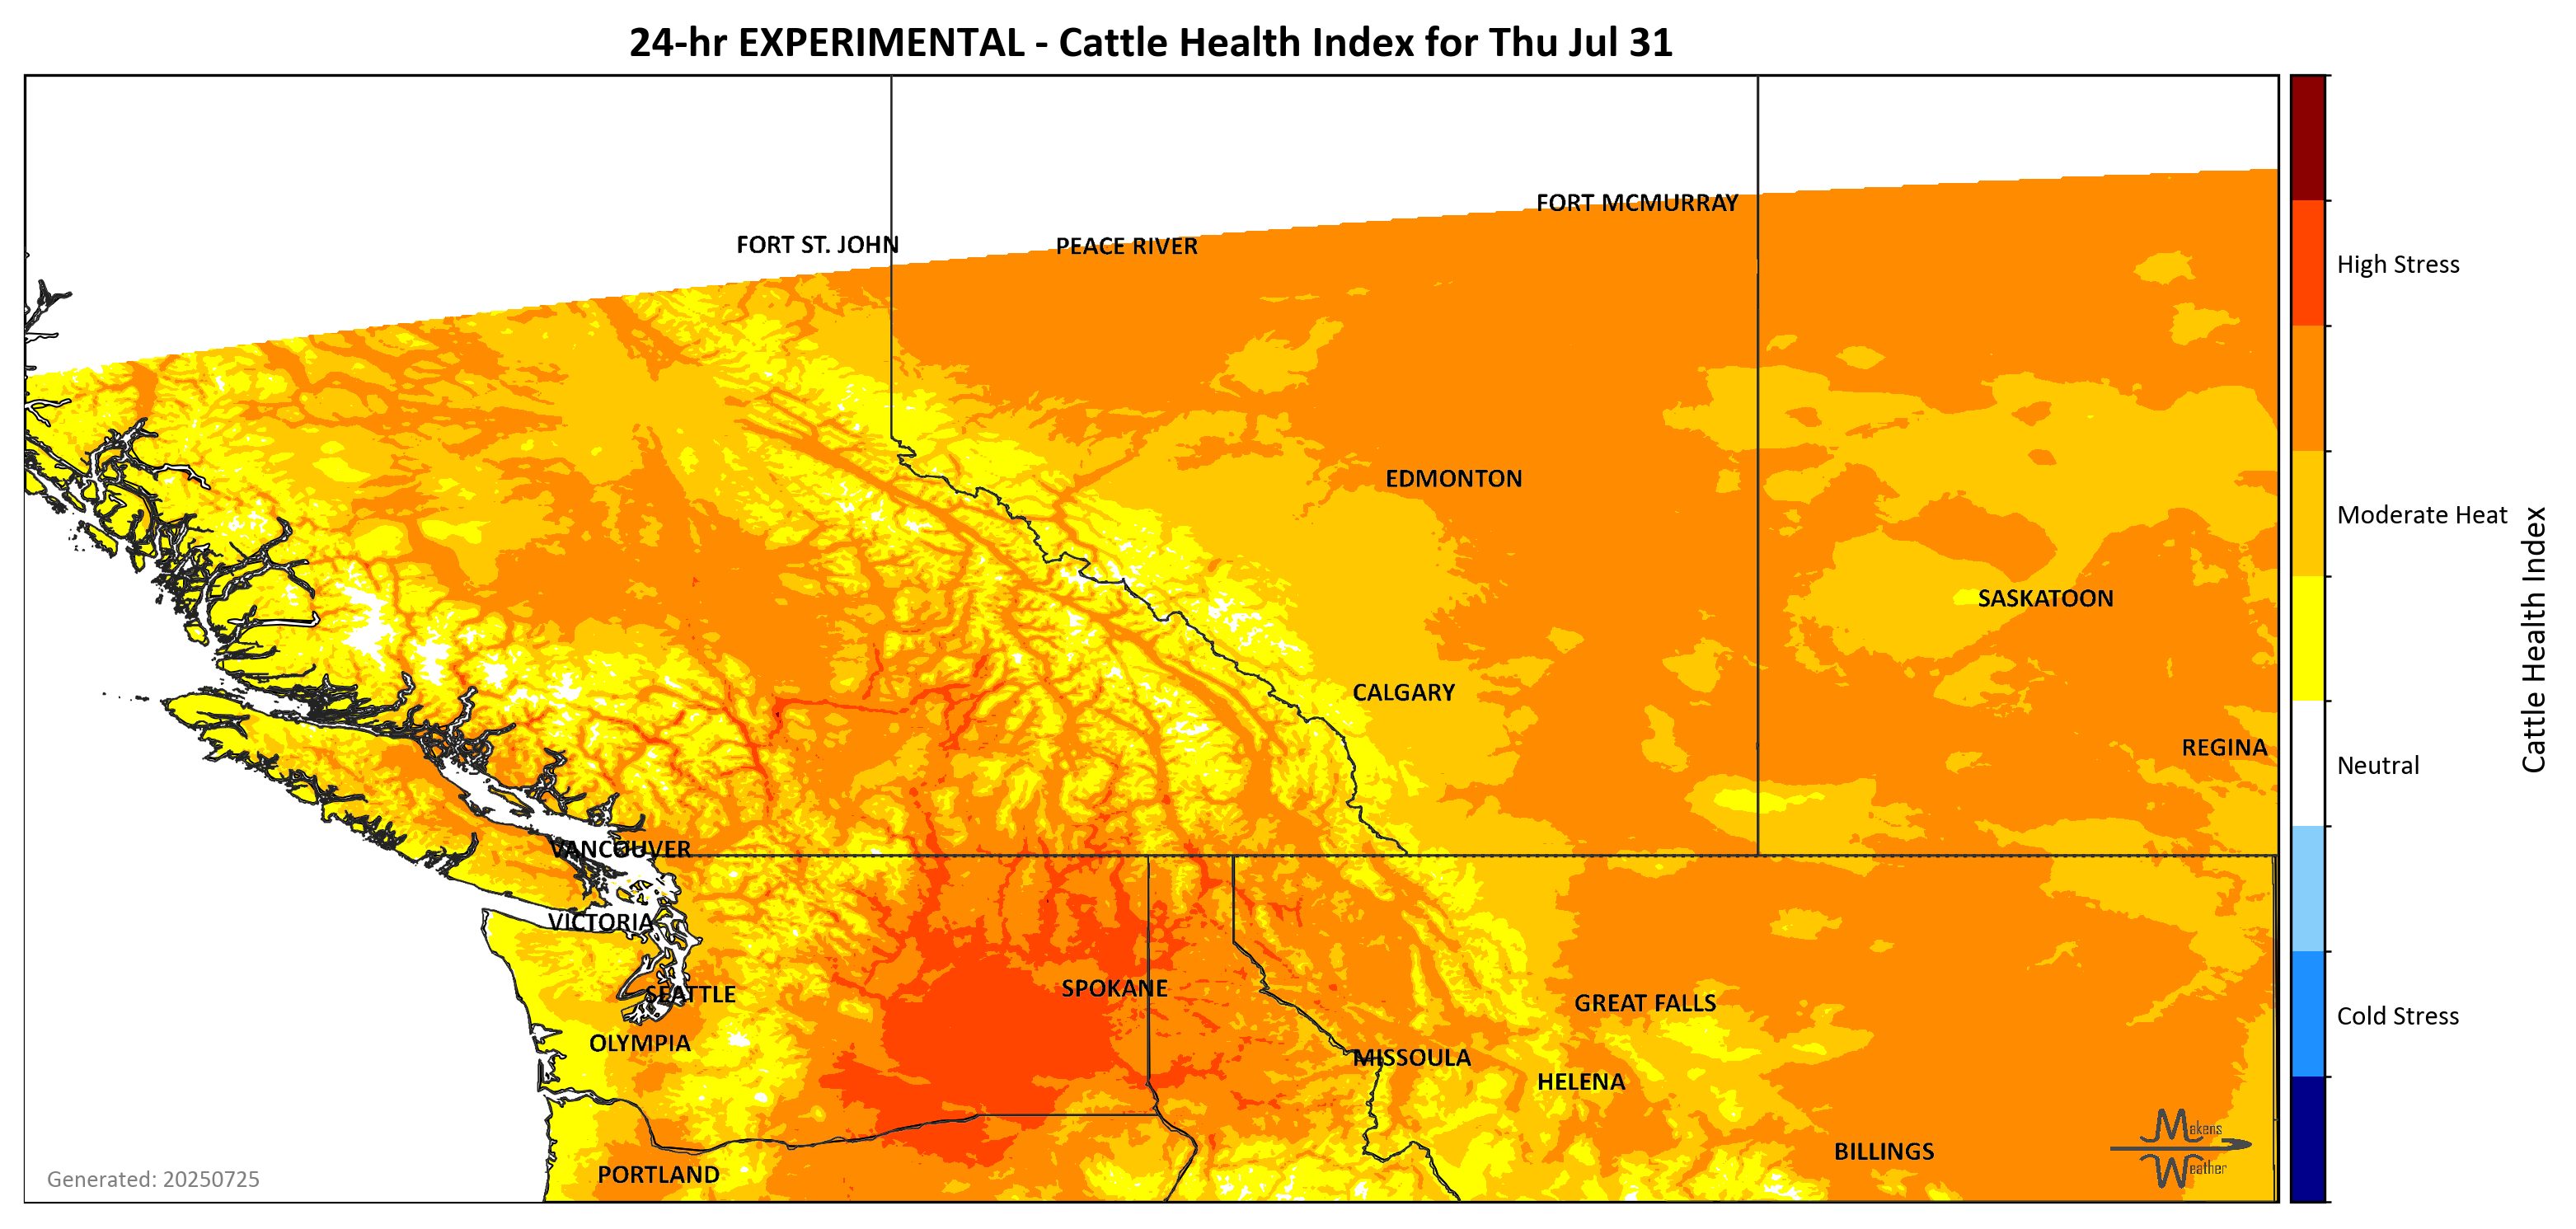 24-hr EXPERIMENTAL - Cattle Health Index for Thu Jul 31
FORT MCMURRAY
FORT ST. JOHN
PEACE RIVER
High Stress
EDMONTON
Moderate Heat
SASKATOON
Cattle Health Index
CALGARY
REGINA
Neutral
VANCOUVER
VICTORIA
SPOKANE
SEATTLE
GREAT FALLS
Cold Stress
OLYMPIA
MISSOULA
HELENA
Makens
Weather
BILLINGS
PORTLAND
Generated: 20250725